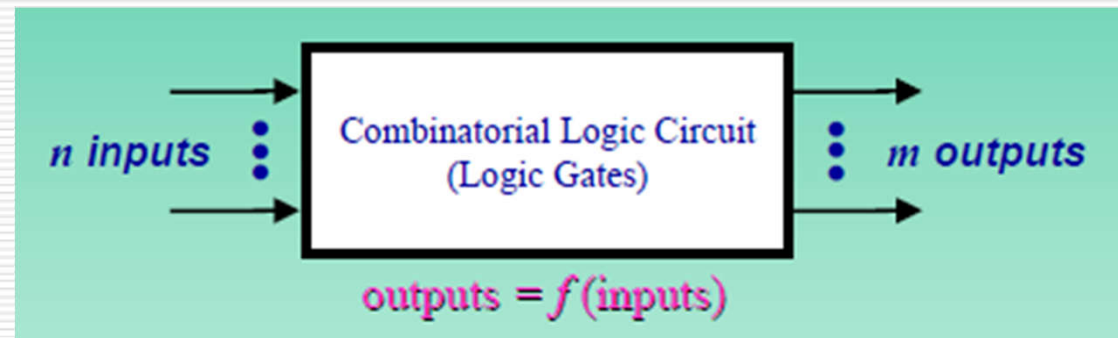 n inputs
Combinatorial Logic Circuit
(Logic Gates)
m outputs
outputs = f (inputs)